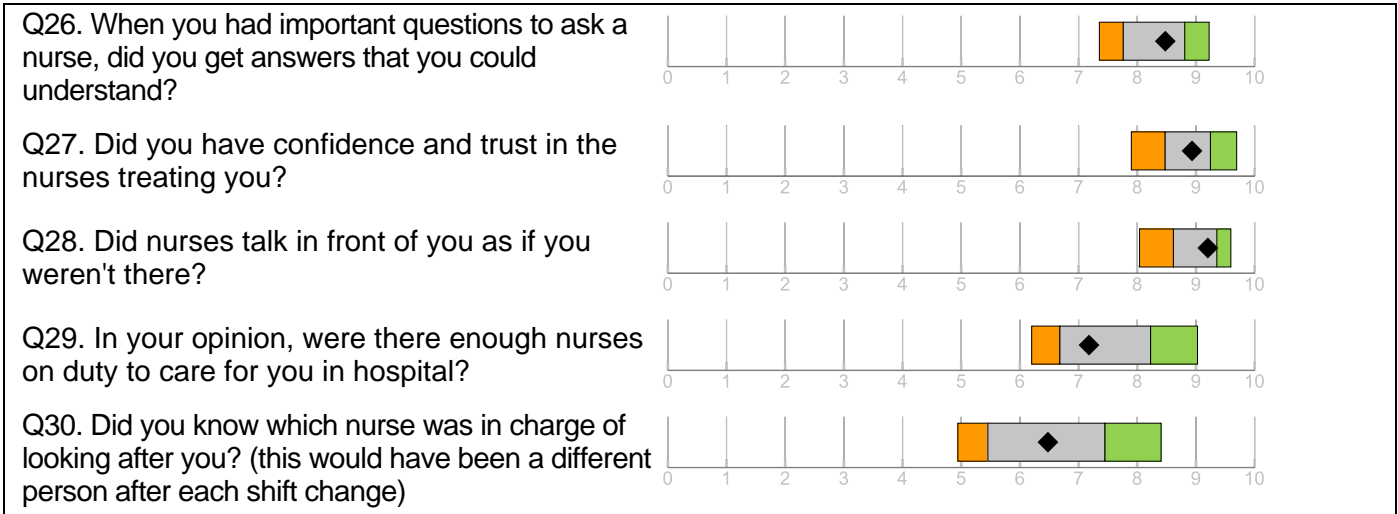 Q26. When you had important questions to ask a
nurse, did you get answers that you could
understand?
0 1 2 3 4 5 6 7 8 9 10
Q27. Did you have confidence and trust in the
nurses treating you?
0 1 2 3 4 5 6 7 8 9 10
Q28. Did nurses talk in front of you as if you
weren't there?
0 1 2 3 4 5 6 7 8 9 10
Q29. In your opinion, were there enough nurses
on duty to care for you in hospital?
0 1 2 3 4 5 6 7 8 9 10
Q30. Did you know which nurse was in charge of
looking after you? (this would have been a different
person after each shift change)
0 1 2 3 4 5 6 7 8 9 10